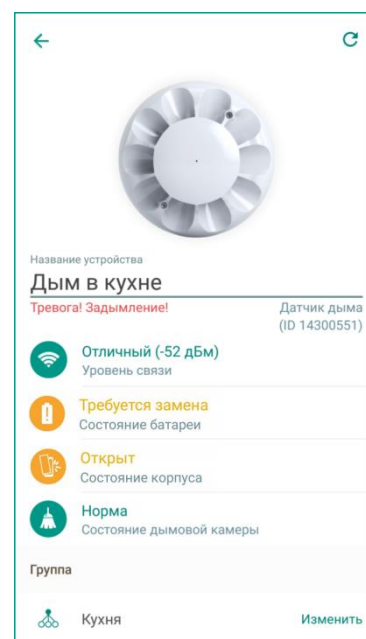 Название устройства
Дым в кухне
Тревога! Задымление!
Датчик дыма
(ID 14300551)
Отличный (-52 дБм)
Уровень связи
Требуется замена
Состояние батареи
Открыт
Состояние корпуса
Норма
Состояние дымовой камеры
Группа
Кухня
Изменить